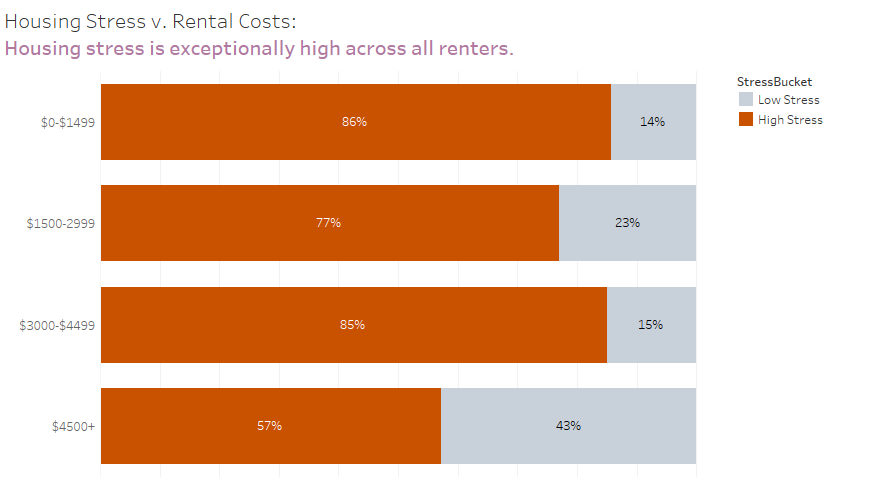 Housing Stress v. Rental Costs:
Housing stress is exceptionally high across all renters.
StressBucket
Low Stress
High Stress
$0-$1499
86%
14%
$1500-2999
77%
23%
$3000-$4499
85%
15%
$4500+
57%
43%